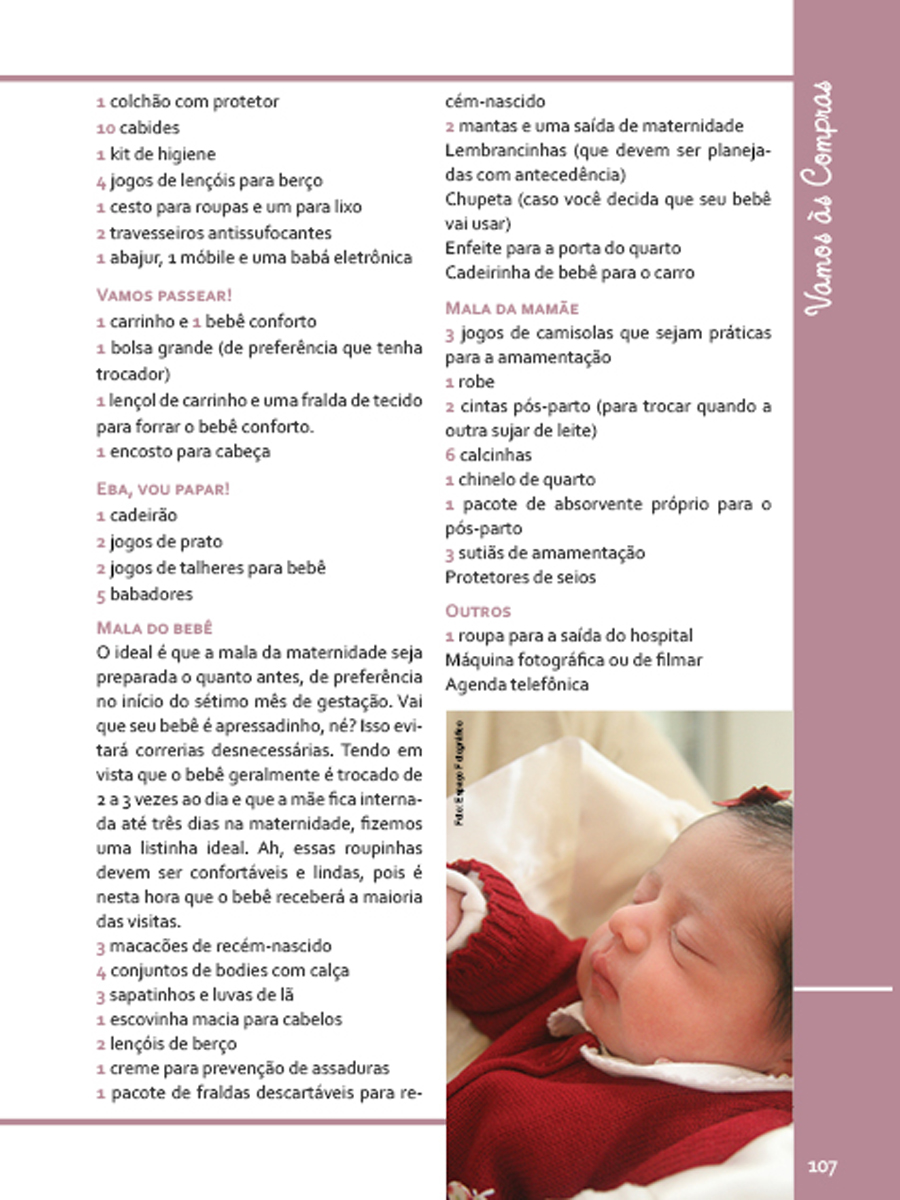 1 colchão com protetor
10 cabides
1 kit de higiene
4 jogos de lençóis para berço
1 cesto para roupas e um para lixo
2 travesseiros antissufocantes
1 abajur, 1 móbile e uma babá eletrônica
Vamos passear!
1 carrinho e 1 bebê conforto
1 bolsa grande (de preferência que tenha
trocador)
1 lençol de carrinho e uma fralda de tecido
para forrar o bebê conforto.
1 encosto para cabeça
Eba, vou papar!
1 cadeirão
2 jogos de prato
2 jogos de talheres para bebê
5 babadores
Mala do bebê
O ideal é que a mala da maternidade seja
preparada o quanto antes, de preferência
no início do sétimo mês de gestação. Vai
que seu bebê é apressadinho, né? Isso evi-
tará correrias desnecessárias. Tendo em
vista que o bebê geralmente é trocado de
2 a 3 vezes ao dia e que a mãe fica interna-
da até três dias na maternidade, fizemos
uma listinha ideal. Ah, essas roupinhas
devem ser confortáveis e lindas, pois é
nesta hora que o bebê receberá a maioria
das visitas.
3 macacões de recém-nascido
4 conjuntos de bodies com calça
3 sapatinhos e luvas de lã
1 escovinha macia para cabelos
2 lençóis de berço
1 creme para prevenção de assaduras
1 pacote de fraldas descartáveis para re-
cém-nascido
2 mantas e uma saída de maternidade
Lembrancinhas (que devem ser planeja-
das com antecedência)
Chupeta (caso você decida que seu bebê
vai usar)
Enfeite para a porta do quarto
Cadeirinha de bebê para o carro
Mala da mamãe
3 jogos de camisolas que sejam práticas
para a amamentação
1 robe
2 cintas pós-parto (para trocar quando a
outra sujar de leite)
6 calcinhas
1 chinelo de quarto
1 pacote de absorvente próprio para o
pós-parto
3 sutiãs de amamentação
Protetores de seios
Outros
1 roupa para a saída do hospital
Máquina fotográfica ou de filmar
Agenda telefônica
Foto: Espaço Fotográfico
Vamos às Compras
107